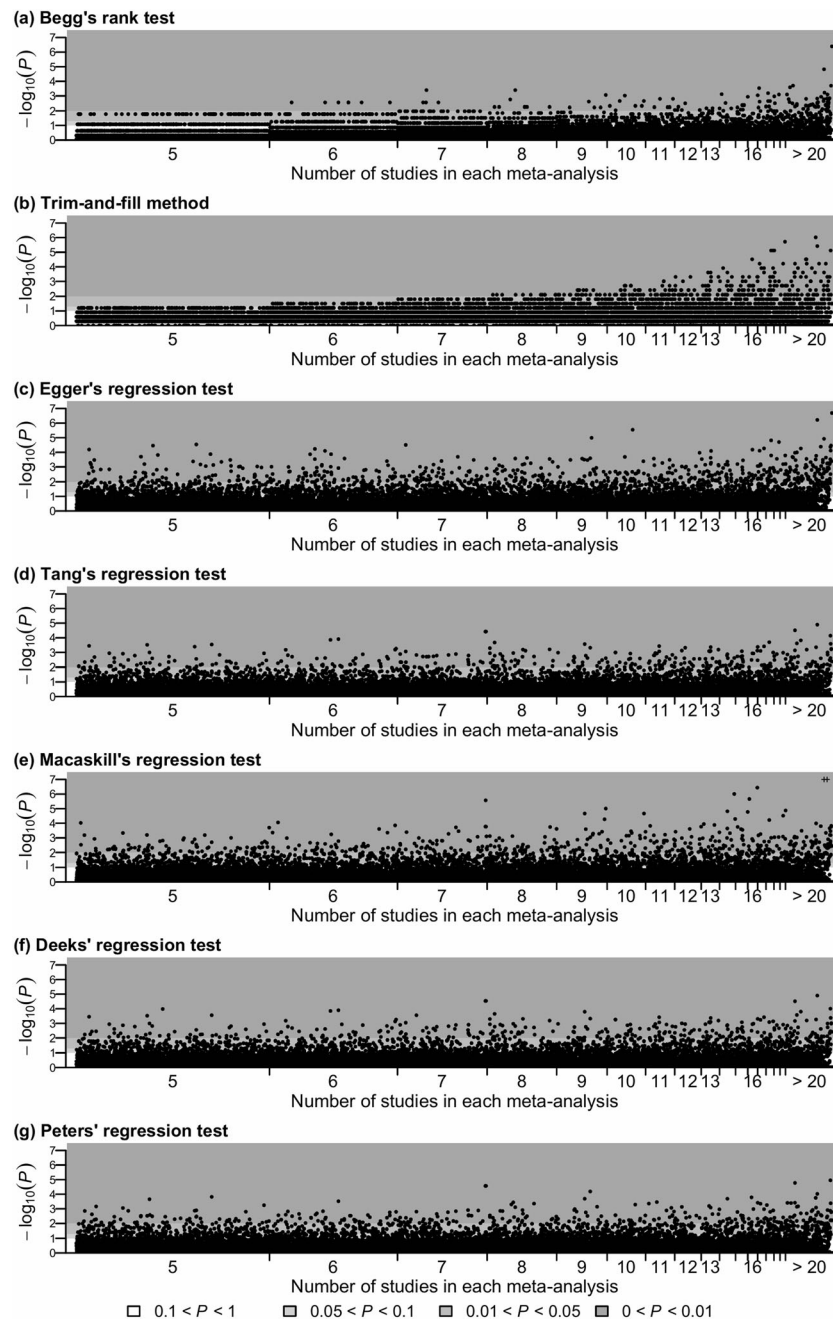 (a) Begg's rank test
7
6
5
4
3
2
1
0
−log10(P)
5 6 7 8 9 10 11 12 13 16 > 20
Number of studies in each meta-analysis
(b) Trim-and-fill method
7
6
5
4
3
2
1
0
−log10(P)
5 6 7 8 9 10 11 12 13 16 > 20
Number of studies in each meta-analysis
(c) Egger's regression test
7
6
5
4
3
2
1
0
−log10(P)
5 6 7 8 9 10 11 12 13 16 > 20
Number of studies in each meta-analysis
(d) Tang's regression test
7
6
5
4
3
2
1
0
−log10(P)
5 6 7 8 9 10 11 12 13 16 > 20
Number of studies in each meta-analysis
(e) Macaskill's regression test
7
6
5
4
3
2
1
0
−log10(P)
5 6 7 8 9 10 11 12 13 16 > 20
Number of studies in each meta-analysis
(f) Deeks' regression test
7
6
5
4
3
2
1
0
−log10(P)
5 6 7 8 9 10 11 12 13 16 > 20
Number of studies in each meta-analysis
(g) Peters' regression test
7
6
5
4
3
2
1
0
−log10(P)
5 6 7 8 9 10 11 12 13 16 > 20
Number of studies in each meta-analysis
0.1 < P < 1 0.05 < P < 0.1 0.01 < P < 0.05 0 < P < 0.01